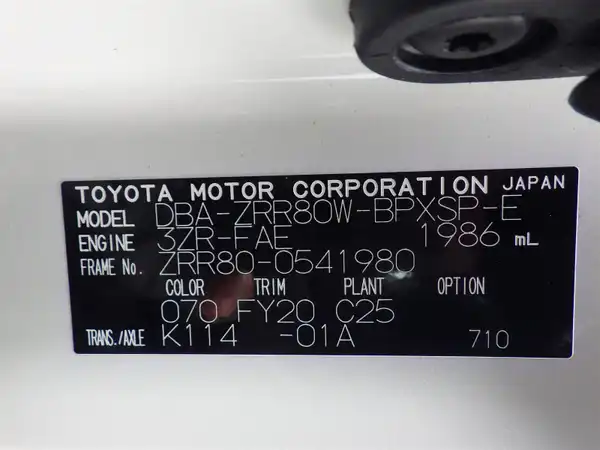 TOYOTA MOTOR CORPORATION JAPAN
MODEL DBA-ZRR80W-BPXSP-E
ENGINE 3ZR-FAE 1986 mL
FRAME No. ZRR80-0541980
COLOR TRIM PLANT OPTION
070 FY20 C25
TRANS./AXLE K114 -01A 710